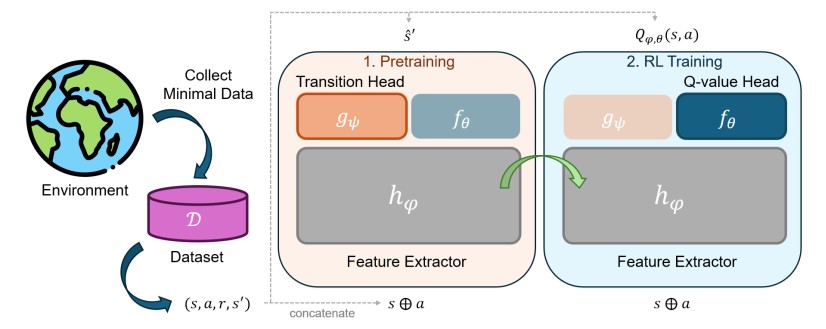 Collect
Minimal Data
Environment
𝒟
Dataset
(s, a, r, s′)
concatenate
ŝ′
1. Pretraining
Transition Head
g_ψ
f_θ
h_φ
Feature Extractor
s ⊕ a
Q_φ,θ(s, a)
2. RL Training
Q-value Head
g_ψ
f_θ
h_φ
Feature Extractor
s ⊕ a